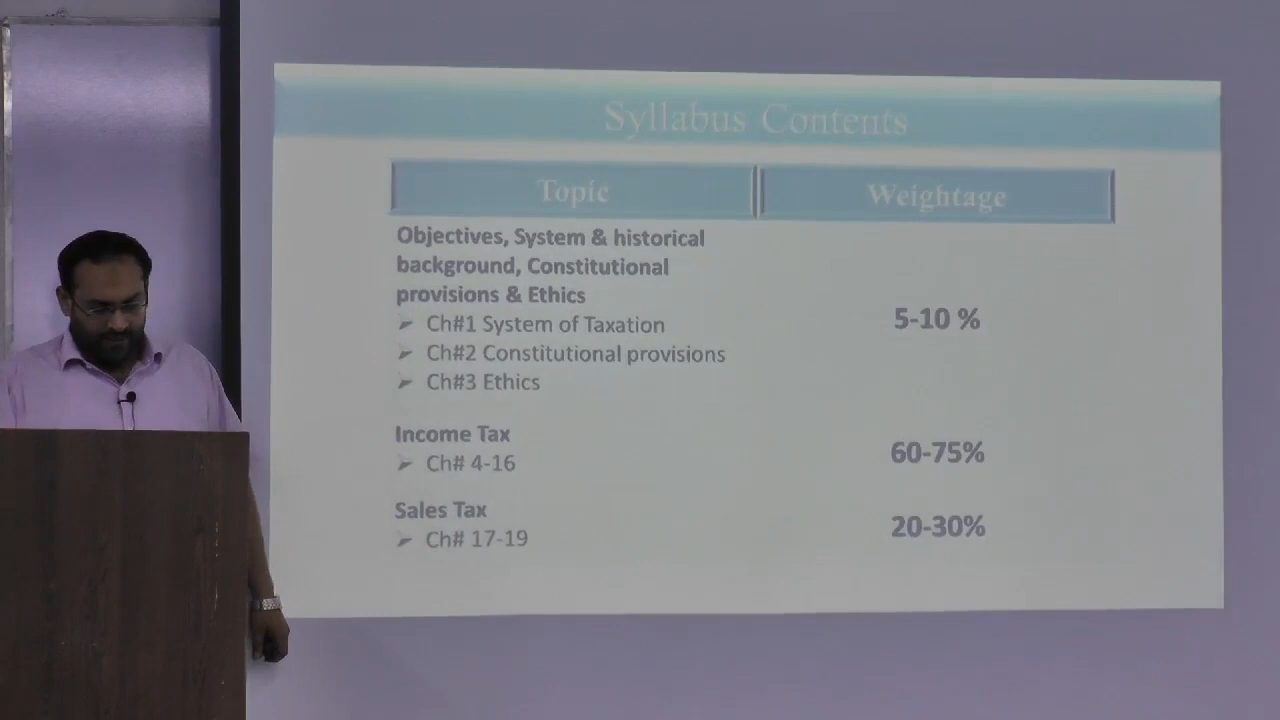 Syllabus Contents
Topic
Weightage
Objectives, System & historical
background, Constitutional
provisions & Ethics
Ch#1 System of Taxation
Ch#2 Constitutional provisions
Ch#3 Ethics
5-10 %
Income Tax
Ch# 4-16
60-75%
Sales Tax
Ch# 17-19
20-30%